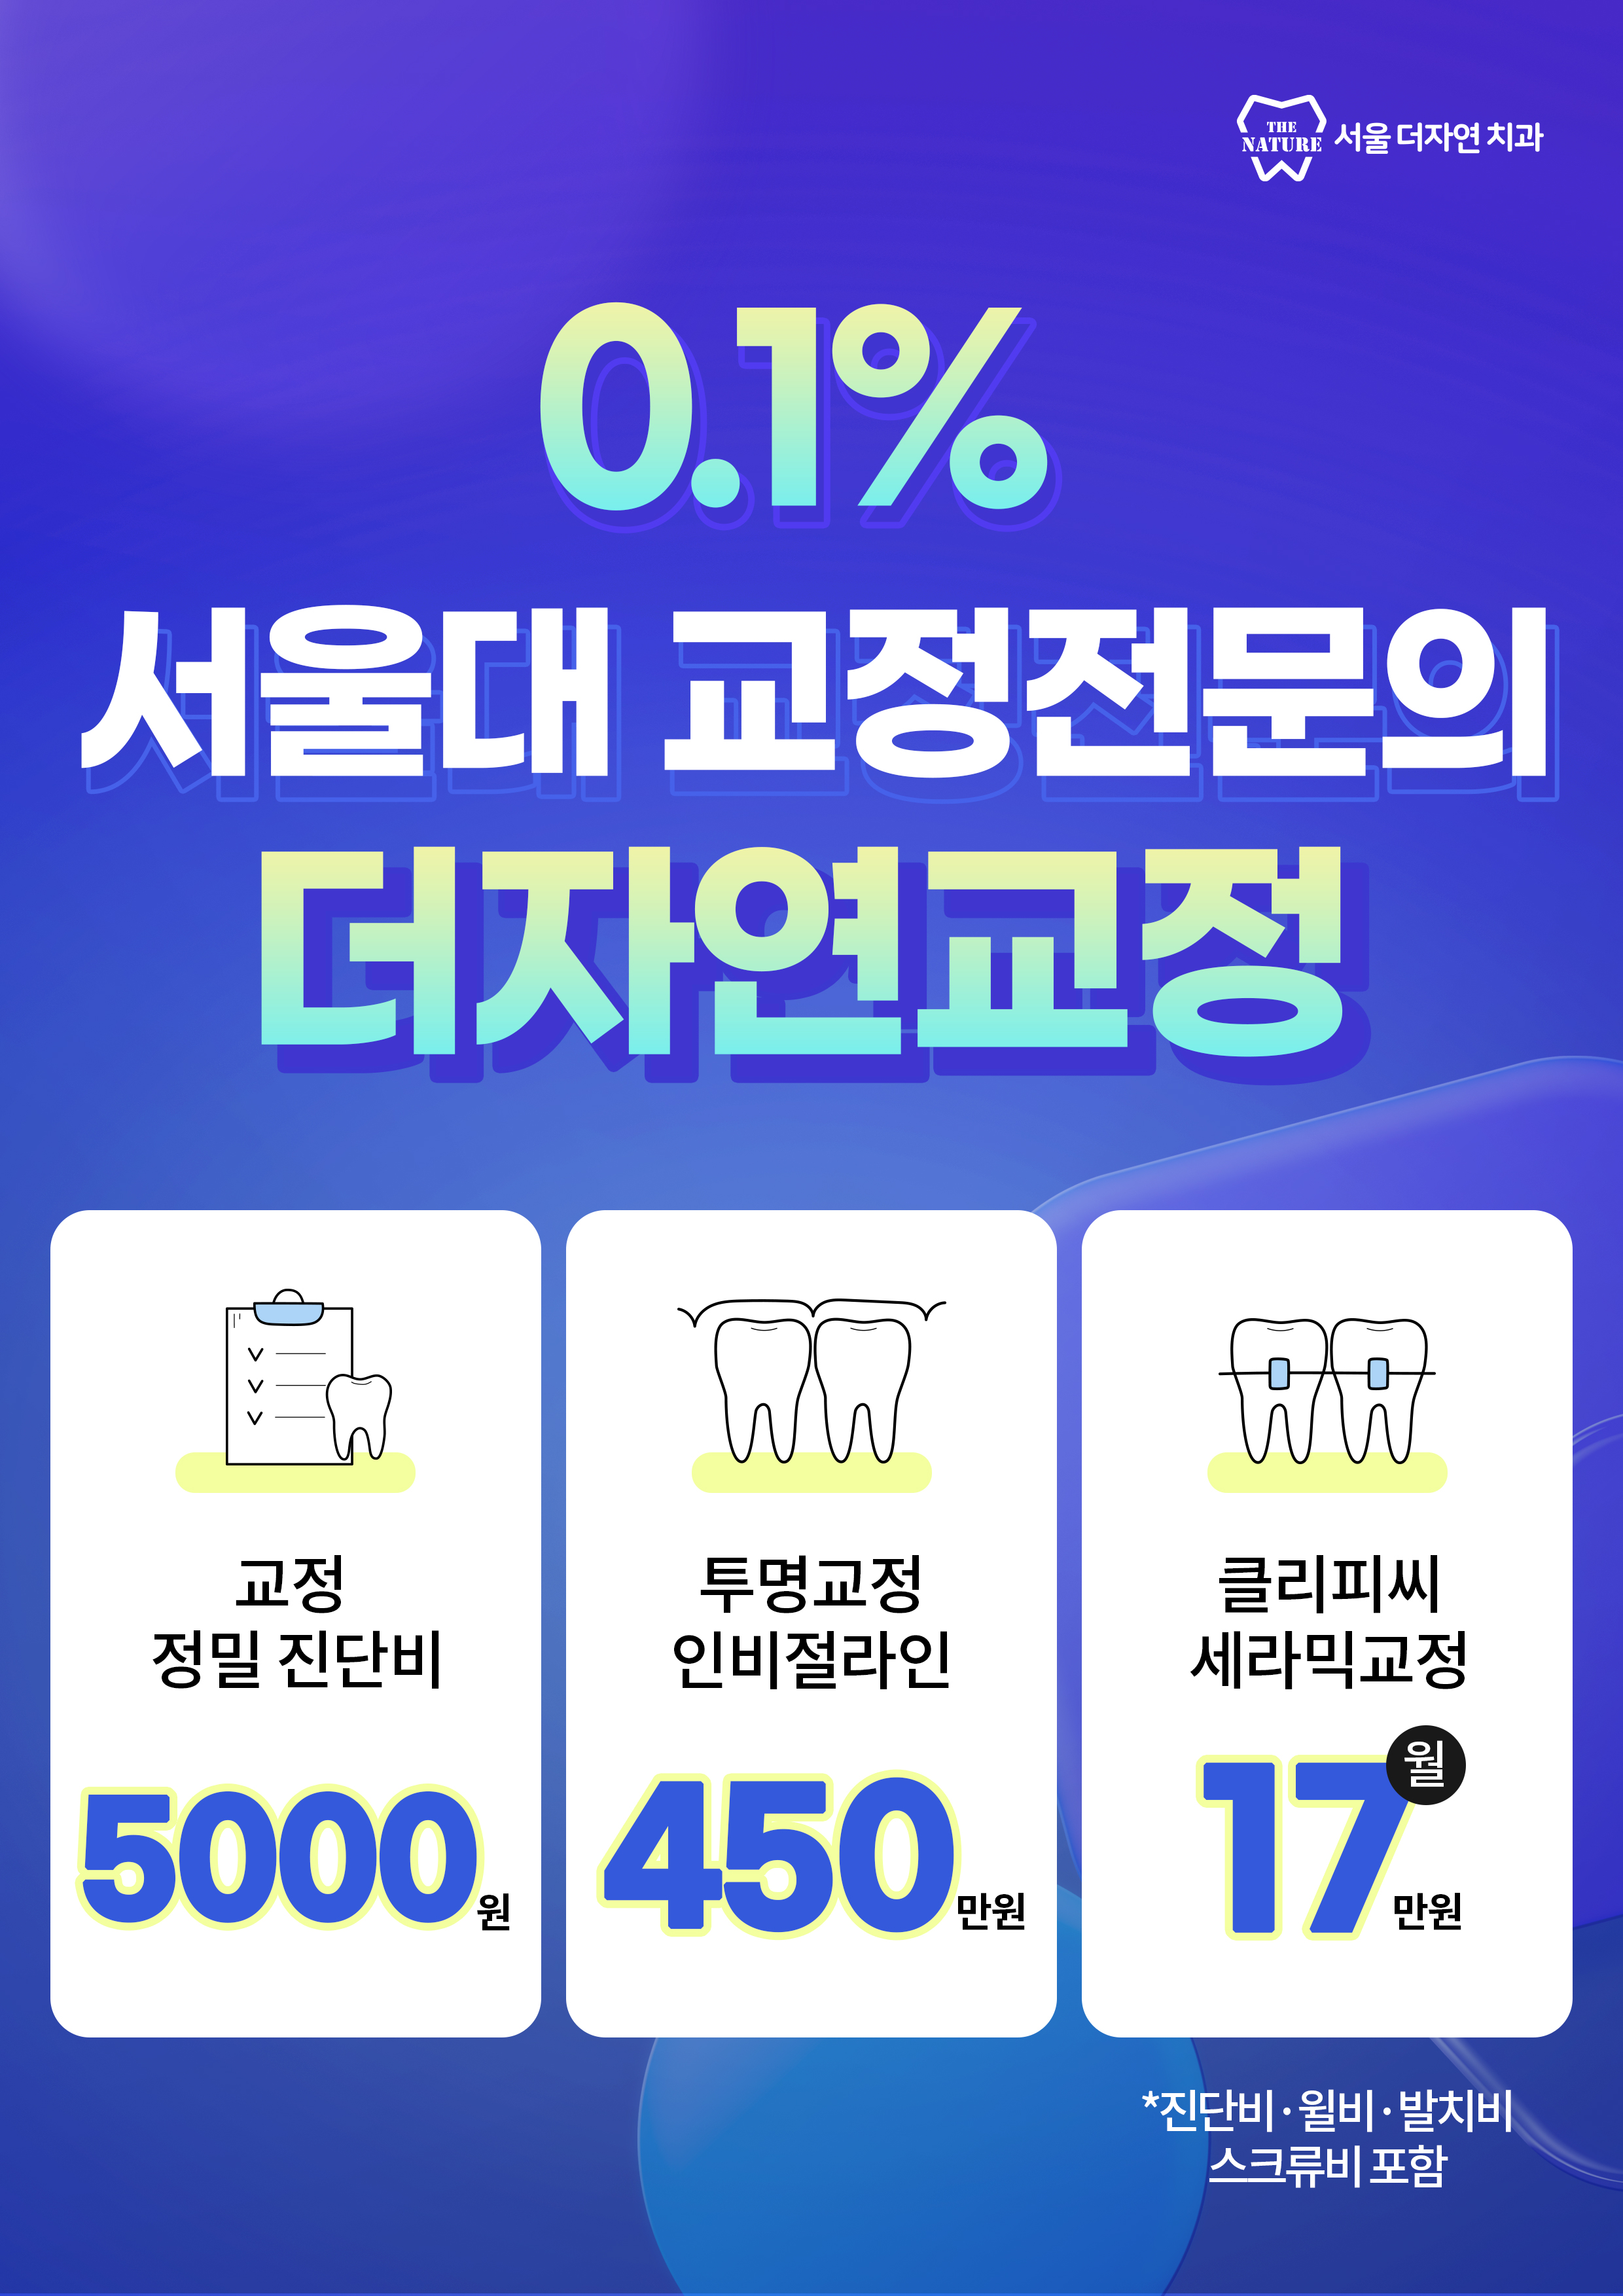 THE
NATURE
서울 더자연 치과
0.1%
서울대 교정전문의
더자연교정
교정
정밀 진단비
5000원
투명교정
인비절라인
450만원
클리피씨
세라믹교정
월
17만원
*진단비·월비·발치비
스크류비 포함